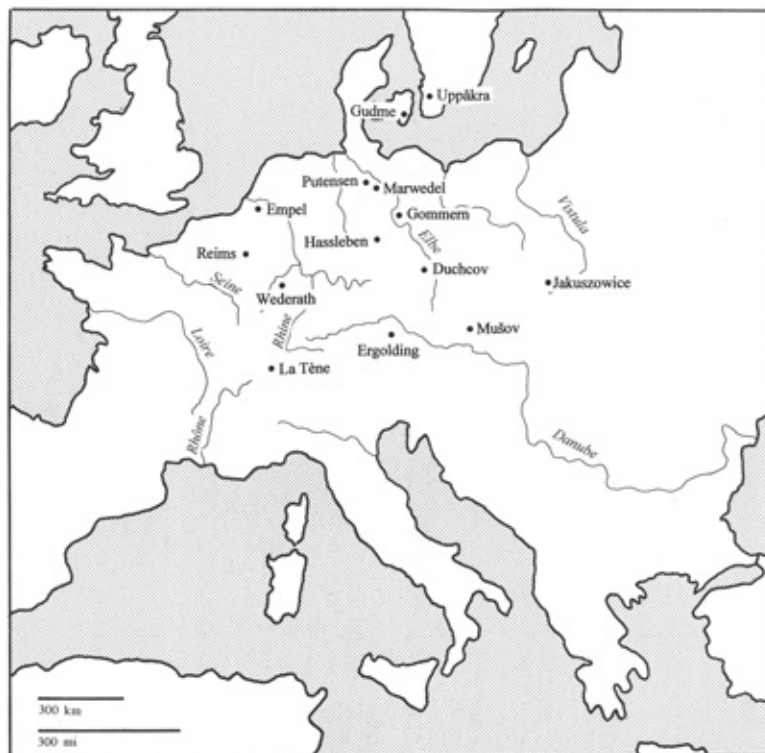 Uppåkra
Gudme
Putensen
Marwedel
Vistula
Empel
Gommern
Hassleben
Elbe
Reims
Duchcov
Seine
Wederath
Jakuszowice
Rhine
Mušov
Loire
Ergolding
La Tène
Rhône
Danube
300 km
300 mi